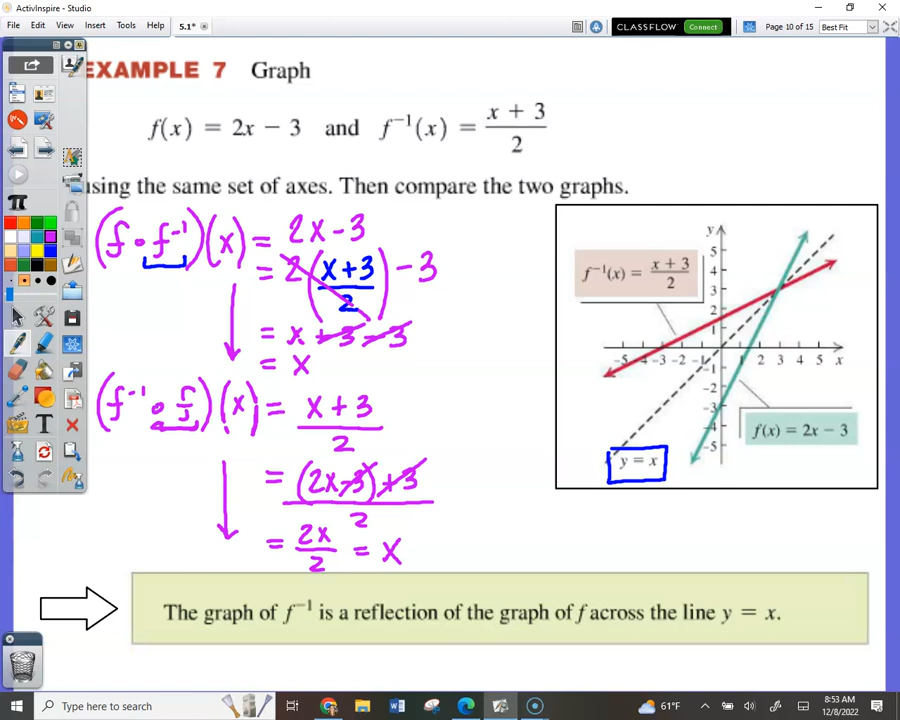 ActivInspire - Studio
File Edit View Insert Tools Help 5.1* CLASSFLOW Connect Page 10 of 15 Best Fit
EXAMPLE 7 Graph
f(x) = 2x − 3 and f⁻¹(x) = (x + 3)/2
using the same set of axes. Then compare the two graphs.
(f ∘ f⁻¹)(x) = 2x − 3
= 2((x + 3)/2) − 3
= x + 3 − 3
= x
(f⁻¹ ∘ f)(x) = (x + 3)/2
= ((2x − 3) + 3)/2
= 2x/2 = x
y
5
4
3
2
1
f⁻¹(x) = (x + 3)/2
−5 −4 −3 −2 −1 2 3 4 5 x
−1
−2
−3
−4
−5
f(x) = 2x − 3
y = x
The graph of f⁻¹ is a reflection of the graph of f across the line y = x.
Type here to search
61°F
8:53 AM
12/8/2022